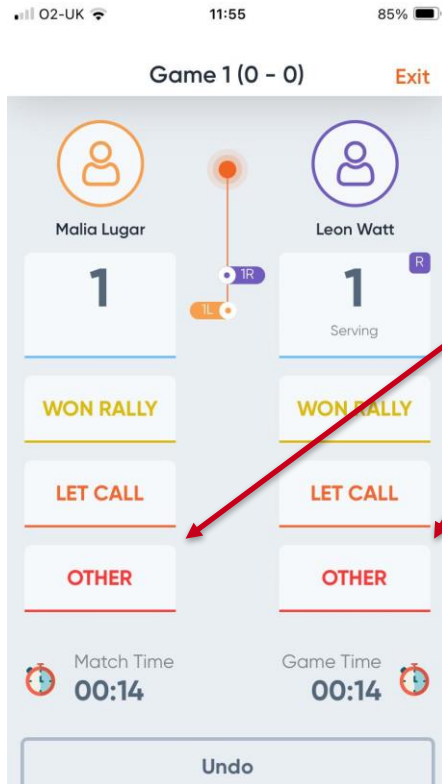 O2-UK 11:55 85%
Game 1 (0 - 0) Exit
Malia Lugar Leon Watt
1 1R 1 R
1L
Serving
WON RALLY WON RALLY
LET CALL LET CALL
OTHER OTHER
Match Time Game Time
00:14 00:14
Undo